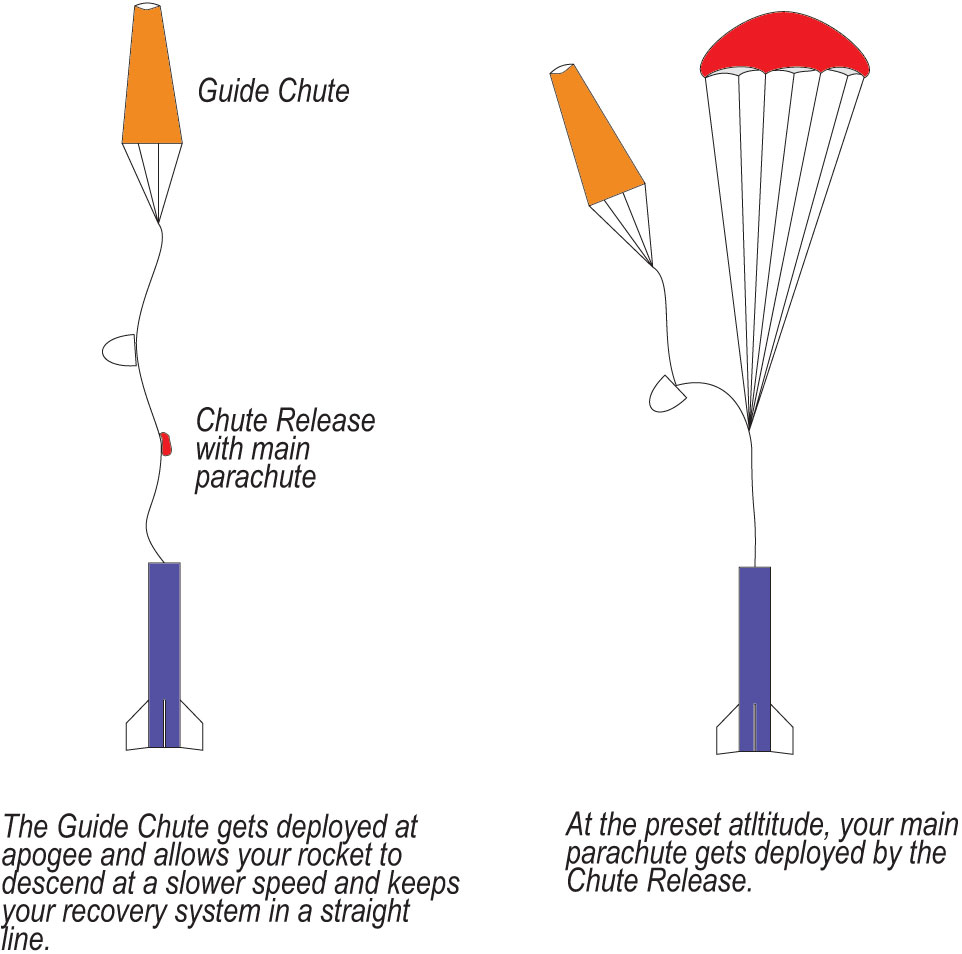 Guide Chute
Chute Release
with main
parachute
The Guide Chute gets deployed at
apogee and allows your rocket to
descend at a slower speed and keeps
your recovery system in a straight
line.
At the preset atltitude, your main
parachute gets deployed by the
Chute Release.